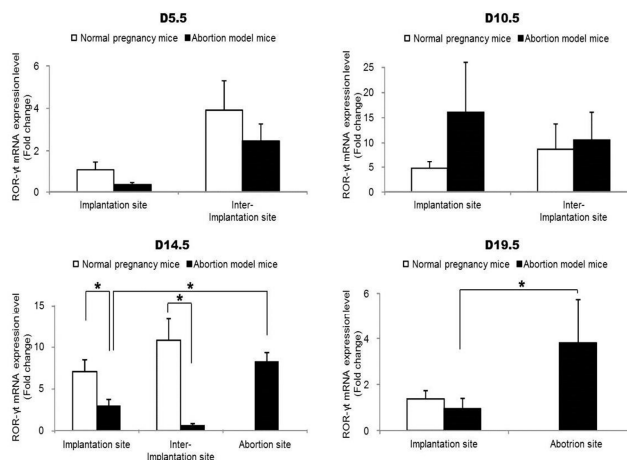 D5.5
Normal pregnancy mice Abortion model mice
ROR-γt mRNA expression level
(Fold change)
6
4
2
0
Implantation site
Inter-
Implantation site
D10.5
Normal pregnancy mice Abortion model mice
ROR-γt mRNA expression level
(Fold change)
25
20
15
10
5
0
Implantation site
Inter-
Implantation site
D14.5
Normal pregnancy mice Abortion model mice
ROR-γt mRNA expression level
(Fold change)
15
10
5
0
* * *
Implantation site
Inter-
Implantation site
Abortion site
D19.5
Normal pregnancy mice Abortion model mice
ROR-γt mRNA expression level
(Fold change)
6
4
2
0
*
Implantation site
Abotrion site